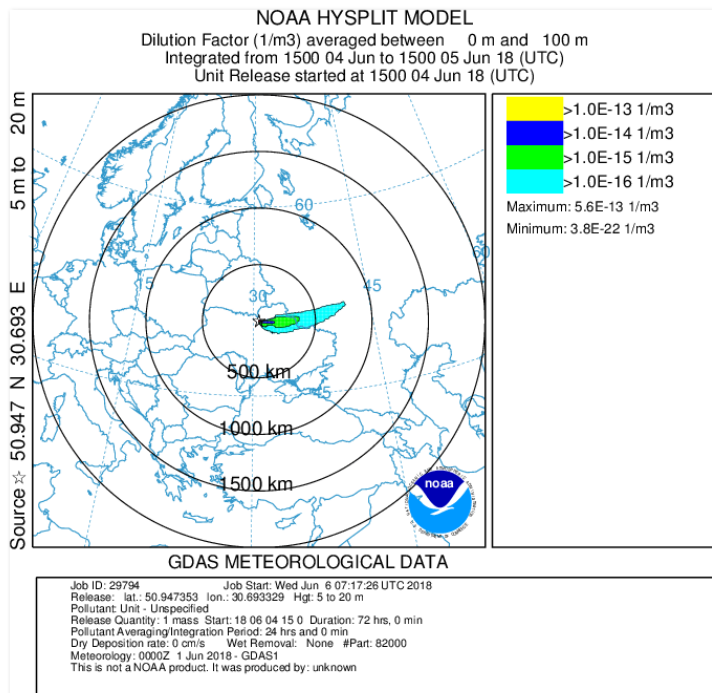 NOAA HYSPLIT MODEL
Dilution Factor (1/m3) averaged between 0 m and 100 m
Integrated from 1500 04 Jun to 1500 05 Jun 18 (UTC)
Unit Release started at 1500 04 Jun 18 (UTC)
Source ☆ 50.947 N 30.693 E 5 m to 20 m
60
60
45
30
15
500 km
1000 km
1500 km
noaa
>1.0E-13 1/m3
>1.0E-14 1/m3
>1.0E-15 1/m3
>1.0E-16 1/m3
Maximum: 5.6E-13 1/m3
Minimum: 3.8E-22 1/m3
GDAS METEOROLOGICAL DATA
Job ID: 29794 Job Start: Wed Jun 6 07:17:26 UTC 2018
Release: lat.: 50.947353 lon.: 30.693329 Hgt: 5 to 20 m
Pollutant: Unit - Unspecified
Release Quantity: 1 mass Start: 18 06 04 15 0 Duration: 72 hrs, 0 min
Pollutant Averaging/Integration Period: 24 hrs and 0 min
Dry Deposition rate: 0 cm/s Wet Removal: None #Part: 82000
Meteorology: 0000Z 1 Jun 2018 - GDAS1
This is not a NOAA product. It was produced by: unknown